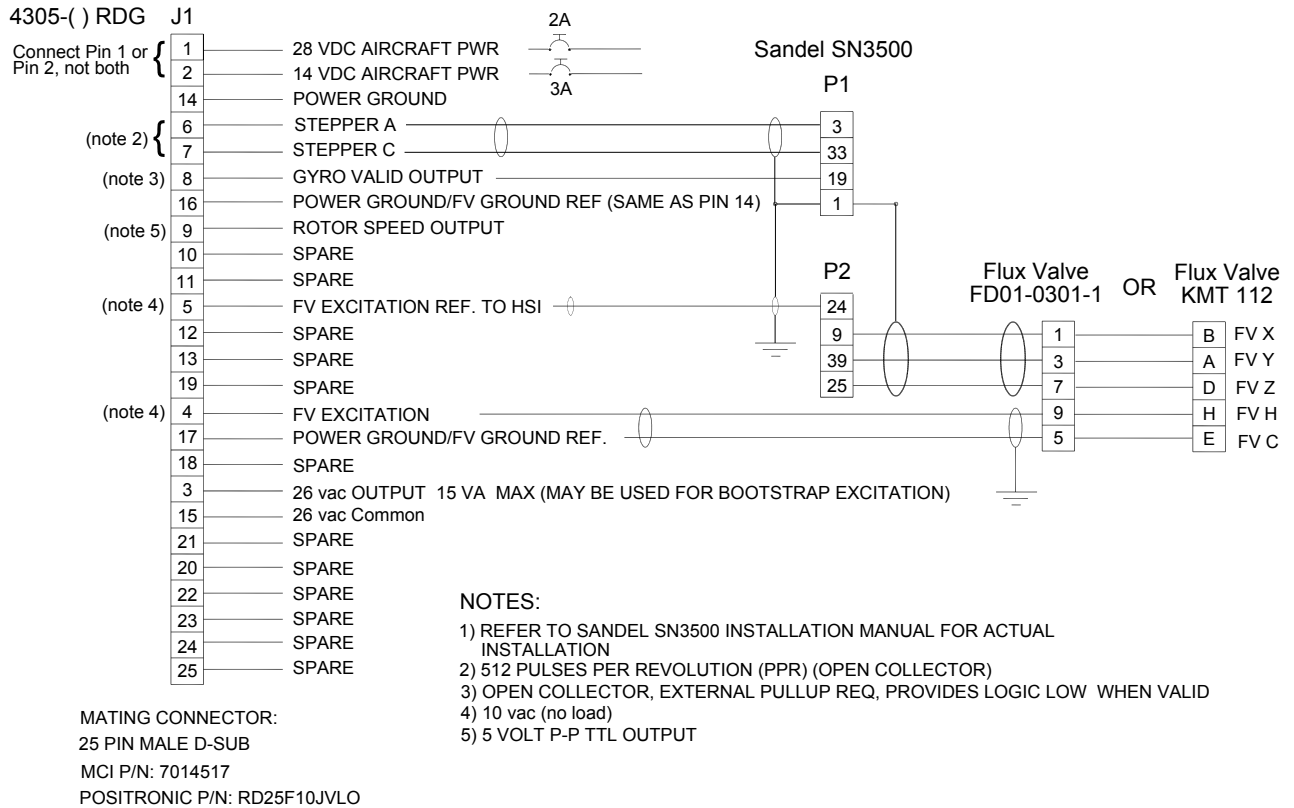 4305-( ) RDG J1
Connect Pin 1 or
Pin 2, not both
{
1 28 VDC AIRCRAFT PWR 2A
2 14 VDC AIRCRAFT PWR 3A
14 POWER GROUND
(note 2) {
6 STEPPER A
7 STEPPER C
(note 3) 8 GYRO VALID OUTPUT
16 POWER GROUND/FV GROUND REF (SAME AS PIN 14)
(note 5) 9 ROTOR SPEED OUTPUT
10 SPARE
11 SPARE
(note 4) 5 FV EXCITATION REF. TO HSI
12 SPARE
13 SPARE
19 SPARE
(note 4) 4 FV EXCITATION
17 POWER GROUND/FV GROUND REF.
18 SPARE
3 26 vac OUTPUT 15 VA MAX (MAY BE USED FOR BOOTSTRAP EXCITATION)
15 26 vac Common
21 SPARE
20 SPARE
22 SPARE
23 SPARE
24 SPARE
25 SPARE
Sandel SN3500
P1
3
33
19
1
P2
24
9
39
25
Flux Valve
FD01-0301-1
1
3
7
9
5
OR
Flux Valve
KMT 112
B FV X
A FV Y
D FV Z
H FV H
E FV C
NOTES:
1) REFER TO SANDEL SN3500 INSTALLATION MANUAL FOR ACTUAL
INSTALLATION
2) 512 PULSES PER REVOLUTION (PPR) (OPEN COLLECTOR)
3) OPEN COLLECTOR, EXTERNAL PULLUP REQ, PROVIDES LOGIC LOW WHEN VALID
4) 10 vac (no load)
5) 5 VOLT P-P TTL OUTPUT
MATING CONNECTOR:
25 PIN MALE D-SUB
MCI P/N: 7014517
POSITRONIC P/N: RD25F10JVLO